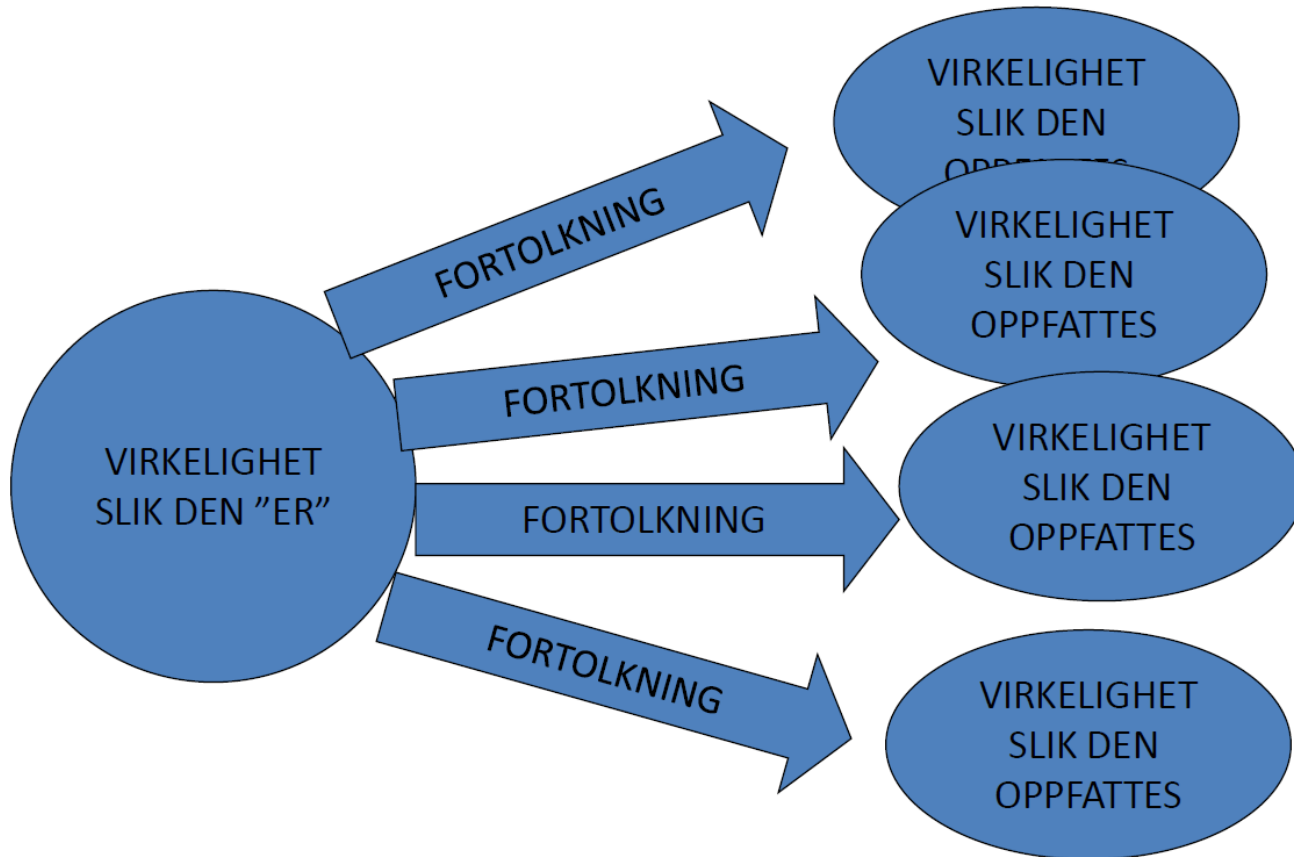 VIRKELIGHET
SLIK DEN
FORTOLKNING
VIRKELIGHET
SLIK DEN
OPPFATTES
FORTOLKNING
VIRKELIGHET
SLIK DEN ”ER”
FORTOLKNING
VIRKELIGHET
SLIK DEN
OPPFATTES
FORTOLKNING
VIRKELIGHET
SLIK DEN
OPPFATTES